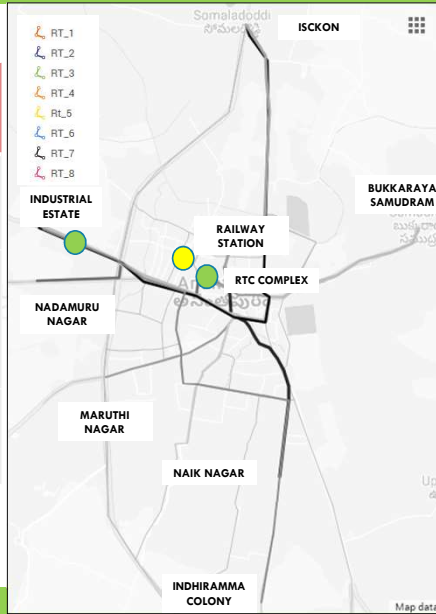 Somaladoddi
సోమలదొడ్డి
ISCKON
RT_1
RT_2
RT_3
RT_4
Rt_5
RT_6
RT_7
RT_8
INDUSTRIAL
ESTATE
BUKKARAYA
SAMUDRAM
RAILWAY
STATION
RTC COMPLEX
NADAMURU
NAGAR
MARUTHI
NAGAR
NAIK NAGAR
INDHIRAMMA
COLONY
Map data